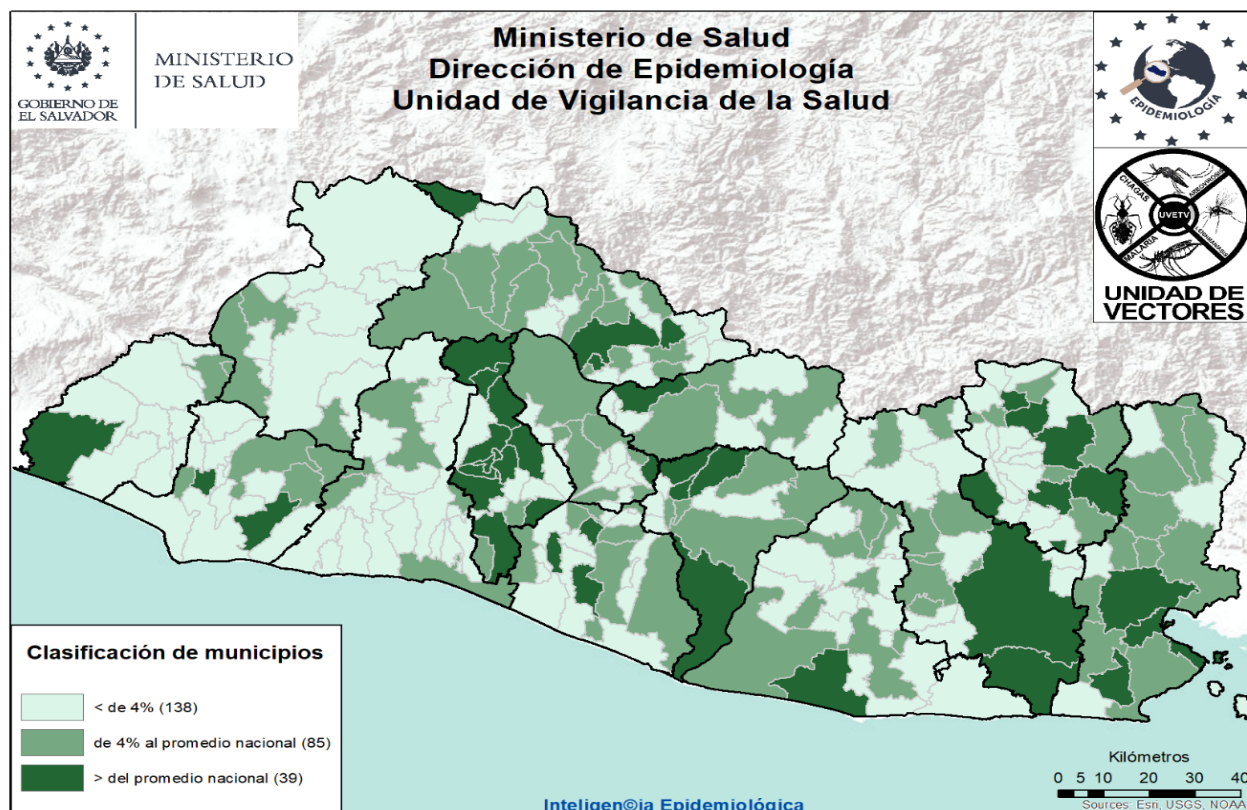 GOBIERNO DE
EL SALVADOR
MINISTERIO
DE SALUD
Ministerio de Salud
Dirección de Epidemiología
Unidad de Vigilancia de la Salud
EPIDEMIOLOGÍA
CHAGAS
UVETV
MALARIA
UNIDAD DE
VECTORES
Clasificación de municipios
< de 4% (138)
de 4% al promedio nacional (85)
> del promedio nacional (39)
Kilómetros
0 5 10 20 30 40
Sources: Esri, USGS, NOAA
Inteligen©ia Epidemiológica